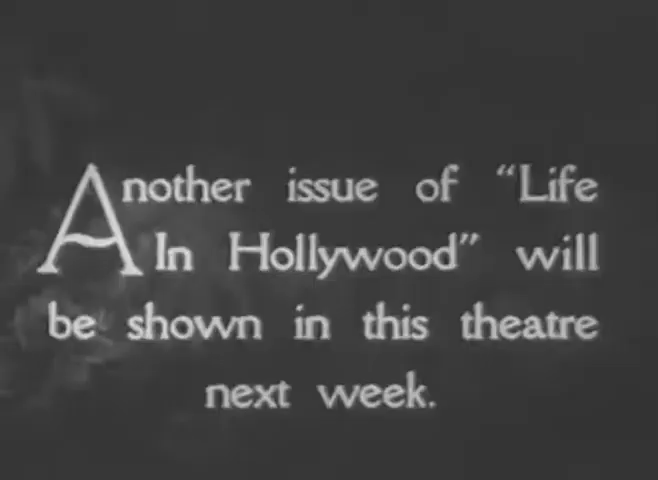 Another issue of “Life
In Hollywood” will
be shown in this theatre
next week.